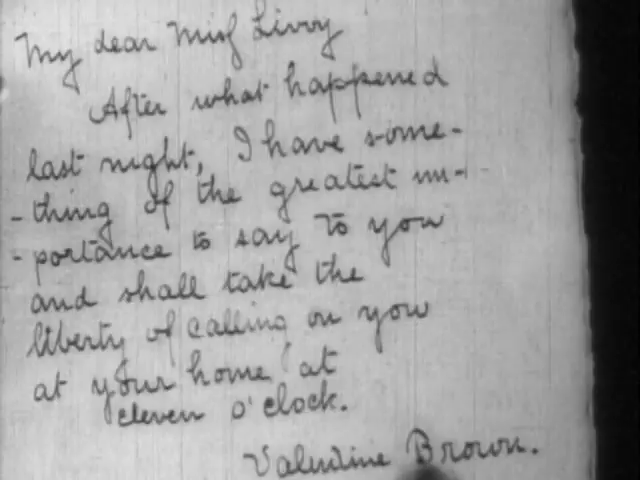 My dear Miss Livvy
After what happened
last night, I have some-
-thing of the greatest im-
-portance to say to you
and shall take the
liberty of calling on you
at your home at
eleven o'clock.
Valentine Brown.